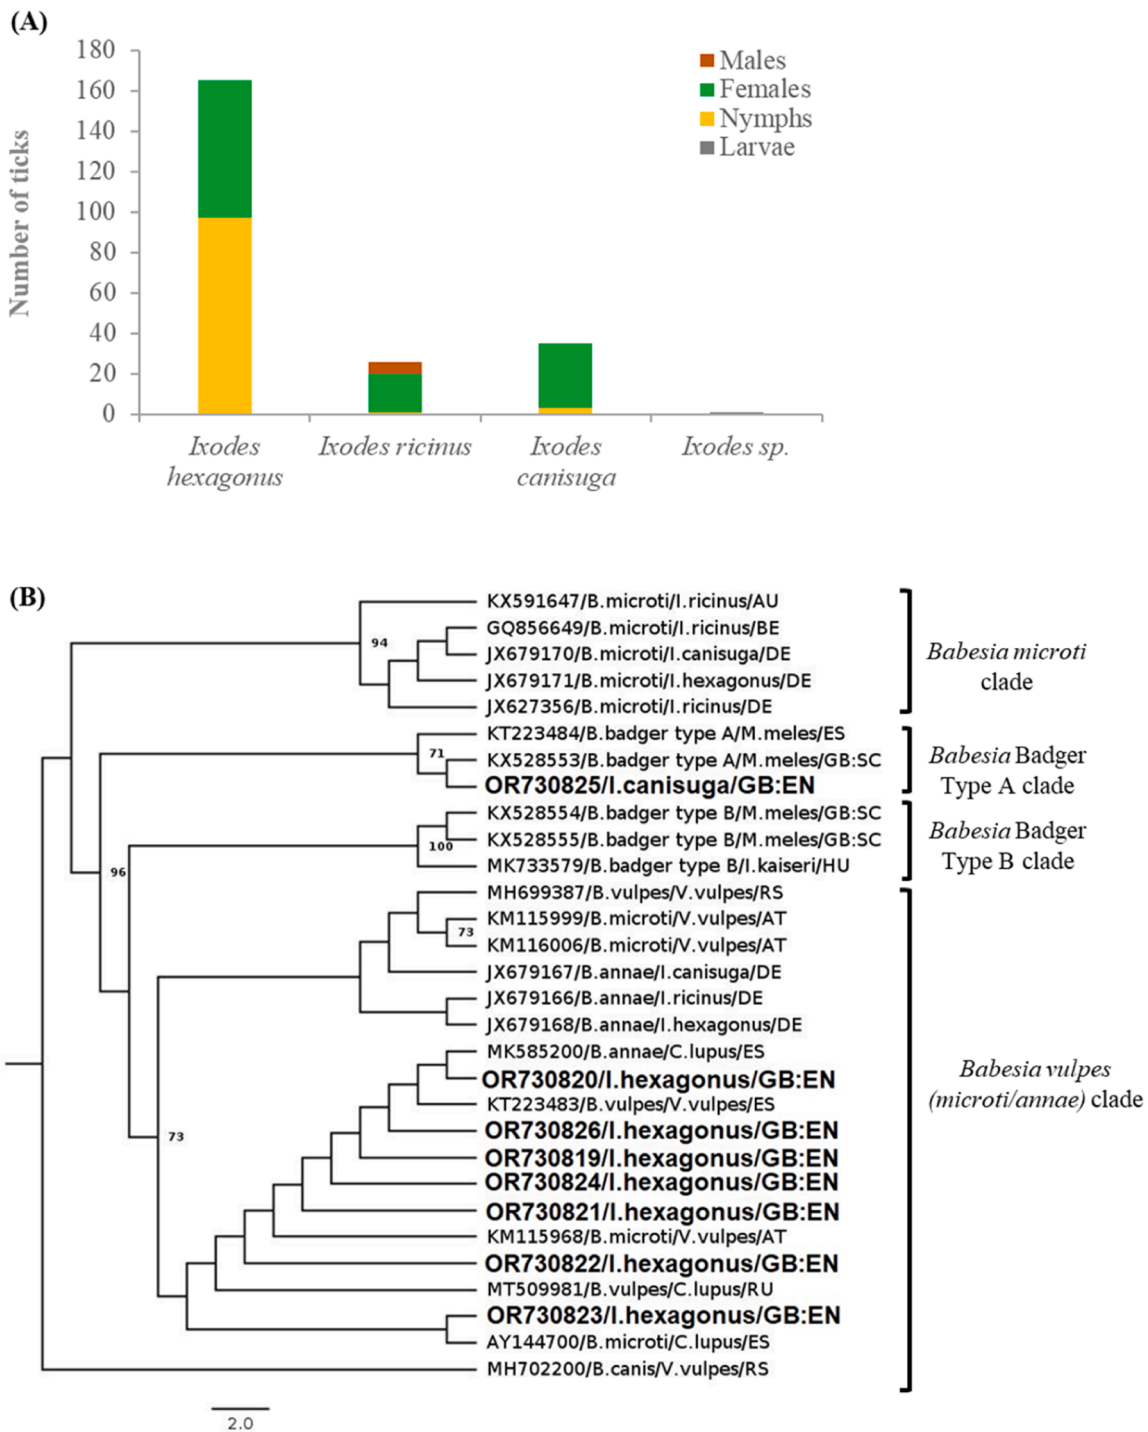 (A)
180
160
140
120
100
80
60
40
20
0
Number of ticks
Males
Females
Nymphs
Larvae
Ixodes
hexagonus
Ixodes ricinus
Ixodes
canisuga
Ixodes sp.
(B)
KX591647/B.microti/I.ricinus/AU
GQ856649/B.microti/I.ricinus/BE
94
JX679170/B.microti/I.canisuga/DE
JX679171/B.microti/I.hexagonus/DE
JX627356/B.microti/I.ricinus/DE
Babesia microti
clade
KT223484/B.badger type A/M.meles/ES
71
KX528553/B.badger type A/M.meles/GB:SC
OR730825/I.canisuga/GB:EN
Babesia Badger
Type A clade
KX528554/B.badger type B/M.meles/GB:SC
KX528555/B.badger type B/M.meles/GB:SC
100
MK733579/B.badger type B/I.kaiseri/HU
Babesia Badger
Type B clade
96
MH699387/B.vulpes/V.vulpes/RS
KM115999/B.microti/V.vulpes/AT
73
KM116006/B.microti/V.vulpes/AT
JX679167/B.annae/I.canisuga/DE
JX679166/B.annae/I.ricinus/DE
JX679168/B.annae/I.hexagonus/DE
MK585200/B.annae/C.lupus/ES
OR730820/I.hexagonus/GB:EN
KT223483/B.vulpes/V.vulpes/ES
OR730826/I.hexagonus/GB:EN
73
OR730819/I.hexagonus/GB:EN
OR730824/I.hexagonus/GB:EN
OR730821/I.hexagonus/GB:EN
KM115968/B.microti/V.vulpes/AT
OR730822/I.hexagonus/GB:EN
MT509981/B.vulpes/C.lupus/RU
OR730823/I.hexagonus/GB:EN
AY144700/B.microti/C.lupus/ES
MH702200/B.canis/V.vulpes/RS
Babesia vulpes
(microti/annae) clade
2.0